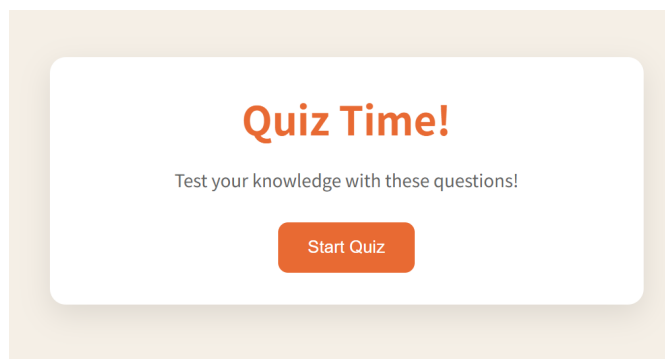 Quiz Time!
Test your knowledge with these questions!
Start Quiz